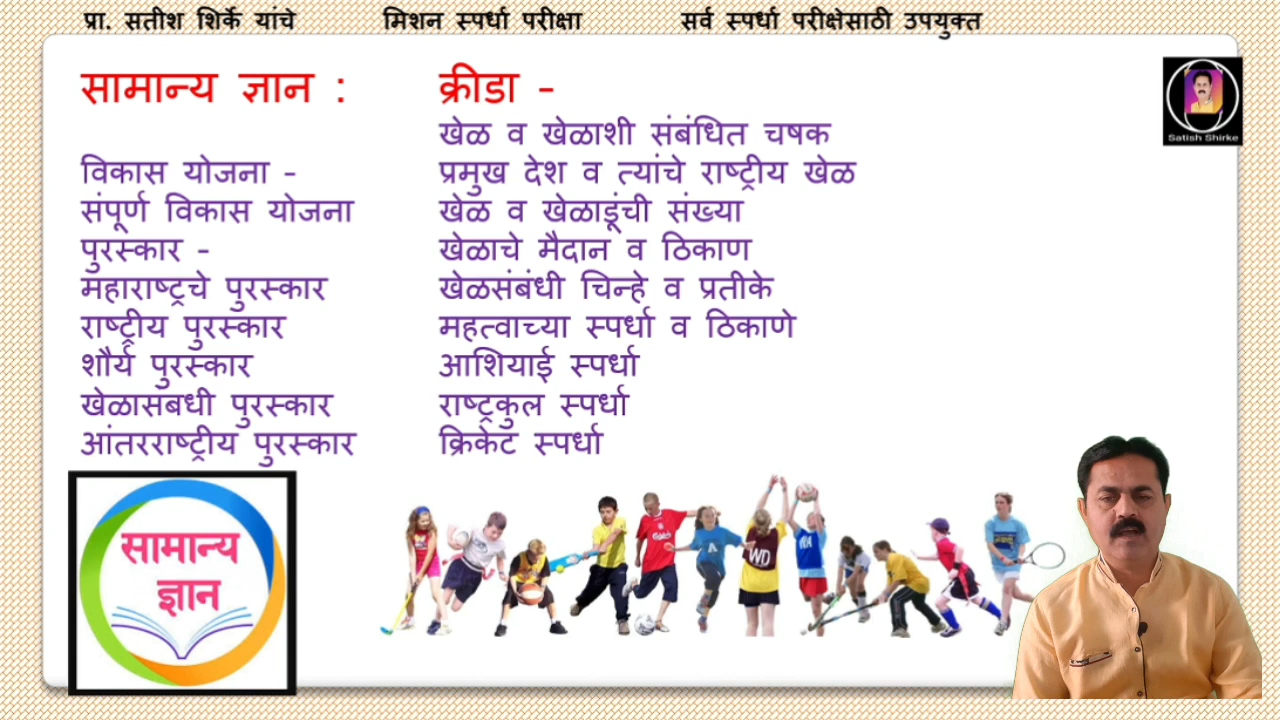 प्रा. सतीश शिर्के यांचे मिशन स्पर्धा परीक्षा सर्व स्पर्धा परीक्षेसाठी उपयुक्त
सामान्य ज्ञान :
विकास योजना -
संपूर्ण विकास योजना
पुरस्कार -
महाराष्ट्रचे पुरस्कार
राष्ट्रीय पुरस्कार
शौर्य पुरस्कार
खेळासंबधी पुरस्कार
आंतरराष्ट्रीय पुरस्कार
क्रीडा -
खेळ व खेळाशी संबंधित चषक
प्रमुख देश व त्यांचे राष्ट्रीय खेळ
खेळ व खेळाडूंची संख्या
खेळाचे मैदान व ठिकाण
खेळसंबंधी चिन्हे व प्रतीके
महत्वाच्या स्पर्धा व ठिकाणे
आशियाई स्पर्धा
राष्ट्रकुल स्पर्धा
क्रिकेट स्पर्धा
Satish Shirke
सामान्य
ज्ञान
WD
A